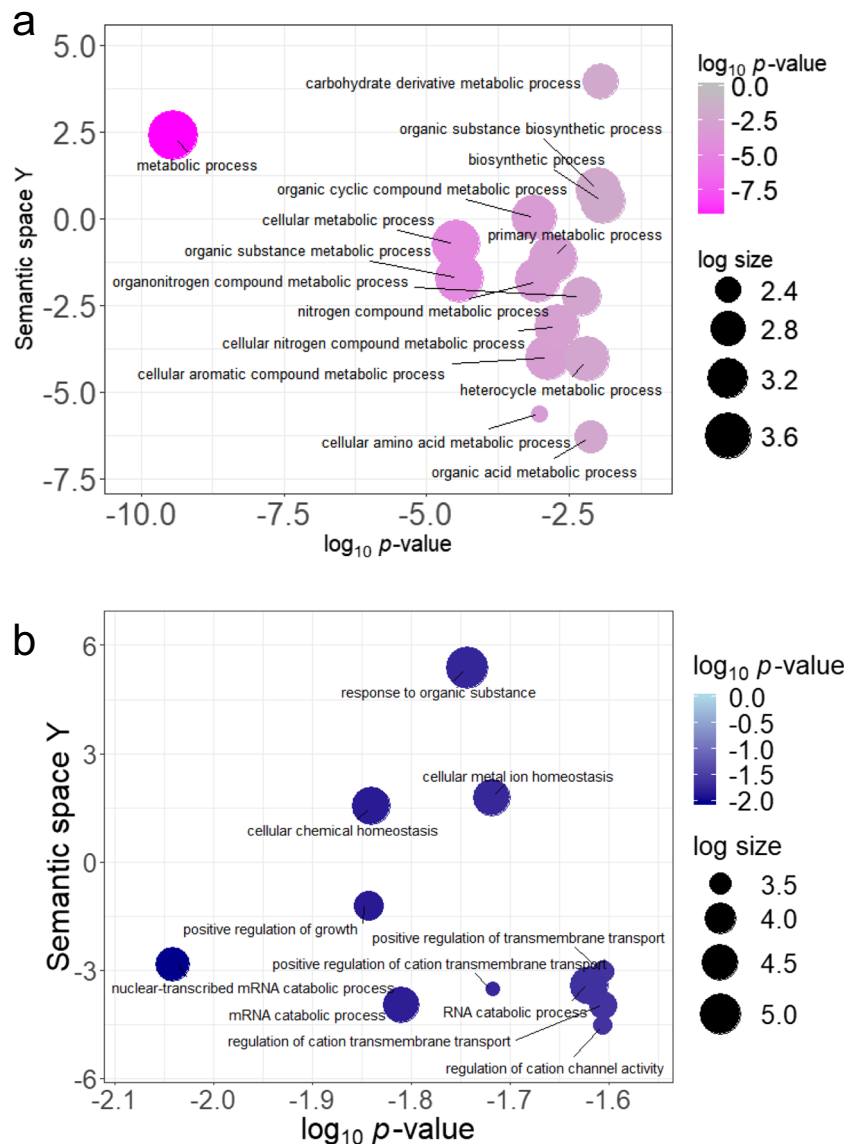 a
5.0
2.5
0.0
-2.5
-5.0
-7.5
Semantic space Y
carbohydrate derivative metabolic process
organic substance biosynthetic process
metabolic process
biosynthetic process
organic cyclic compound metabolic process
cellular metabolic process
primary metabolic process
organic substance metabolic process
organonitrogen compound metabolic process
nitrogen compound metabolic process
cellular nitrogen compound metabolic process
cellular aromatic compound metabolic process
heterocycle metabolic process
cellular amino acid metabolic process
organic acid metabolic process
-10.0 -7.5 -5.0 -2.5
log10 p-value
log10 p-value
0.0
-2.5
-5.0
-7.5
log size
2.4
2.8
3.2
3.6
b
6
3
0
-3
-6
Semantic space Y
response to organic substance
cellular metal ion homeostasis
cellular chemical homeostasis
positive regulation of growth
positive regulation of transmembrane transport
positive regulation of cation transmembrane transport
nuclear-transcribed mRNA catabolic process
mRNA catabolic process
RNA catabolic process
regulation of cation transmembrane transport
regulation of cation channel activity
-2.1 -2.0 -1.9 -1.8 -1.7 -1.6
log10 p-value
log10 p-value
0.0
-0.5
-1.0
-1.5
-2.0
log size
3.5
4.0
4.5
5.0